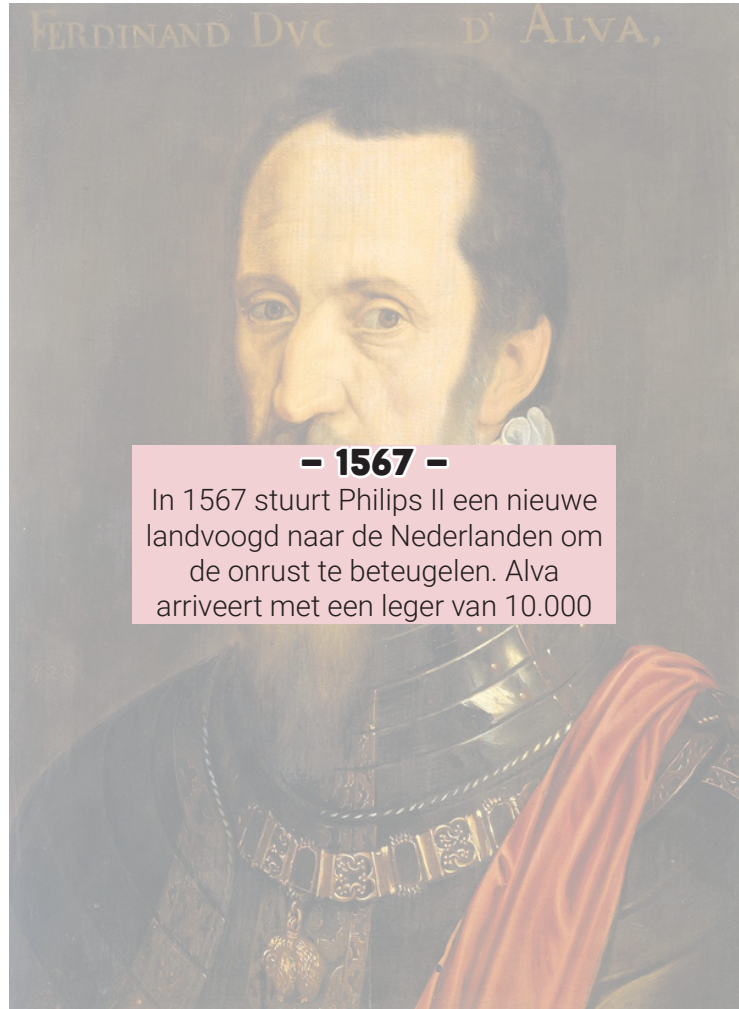 FERDINAND DVC D' ALVA,
– 1567 –
In 1567 stuurt Philips II een nieuwe
landvoogd naar de Nederlanden om
de onrust te beteugelen. Alva
arriveert met een leger van 10.000